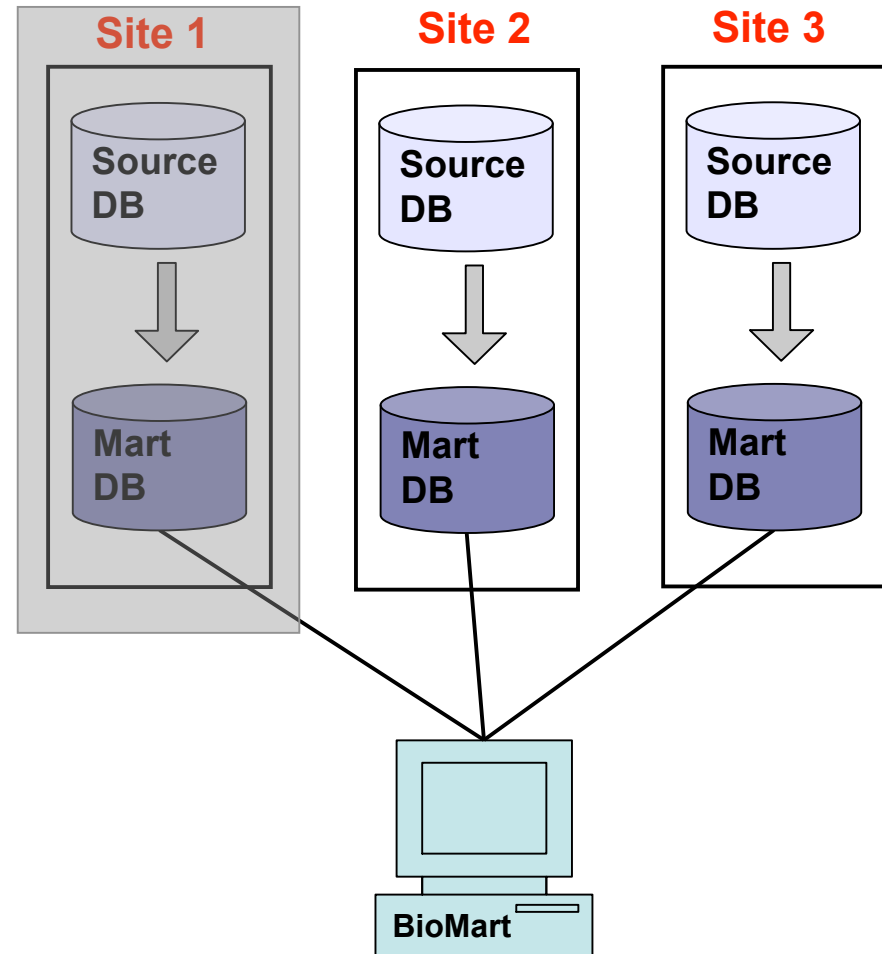 Site 1
Site 2
Site 3
Source
DB
Source
DB
Source
DB
Mart
DB
Mart
DB
Mart
DB
BioMart